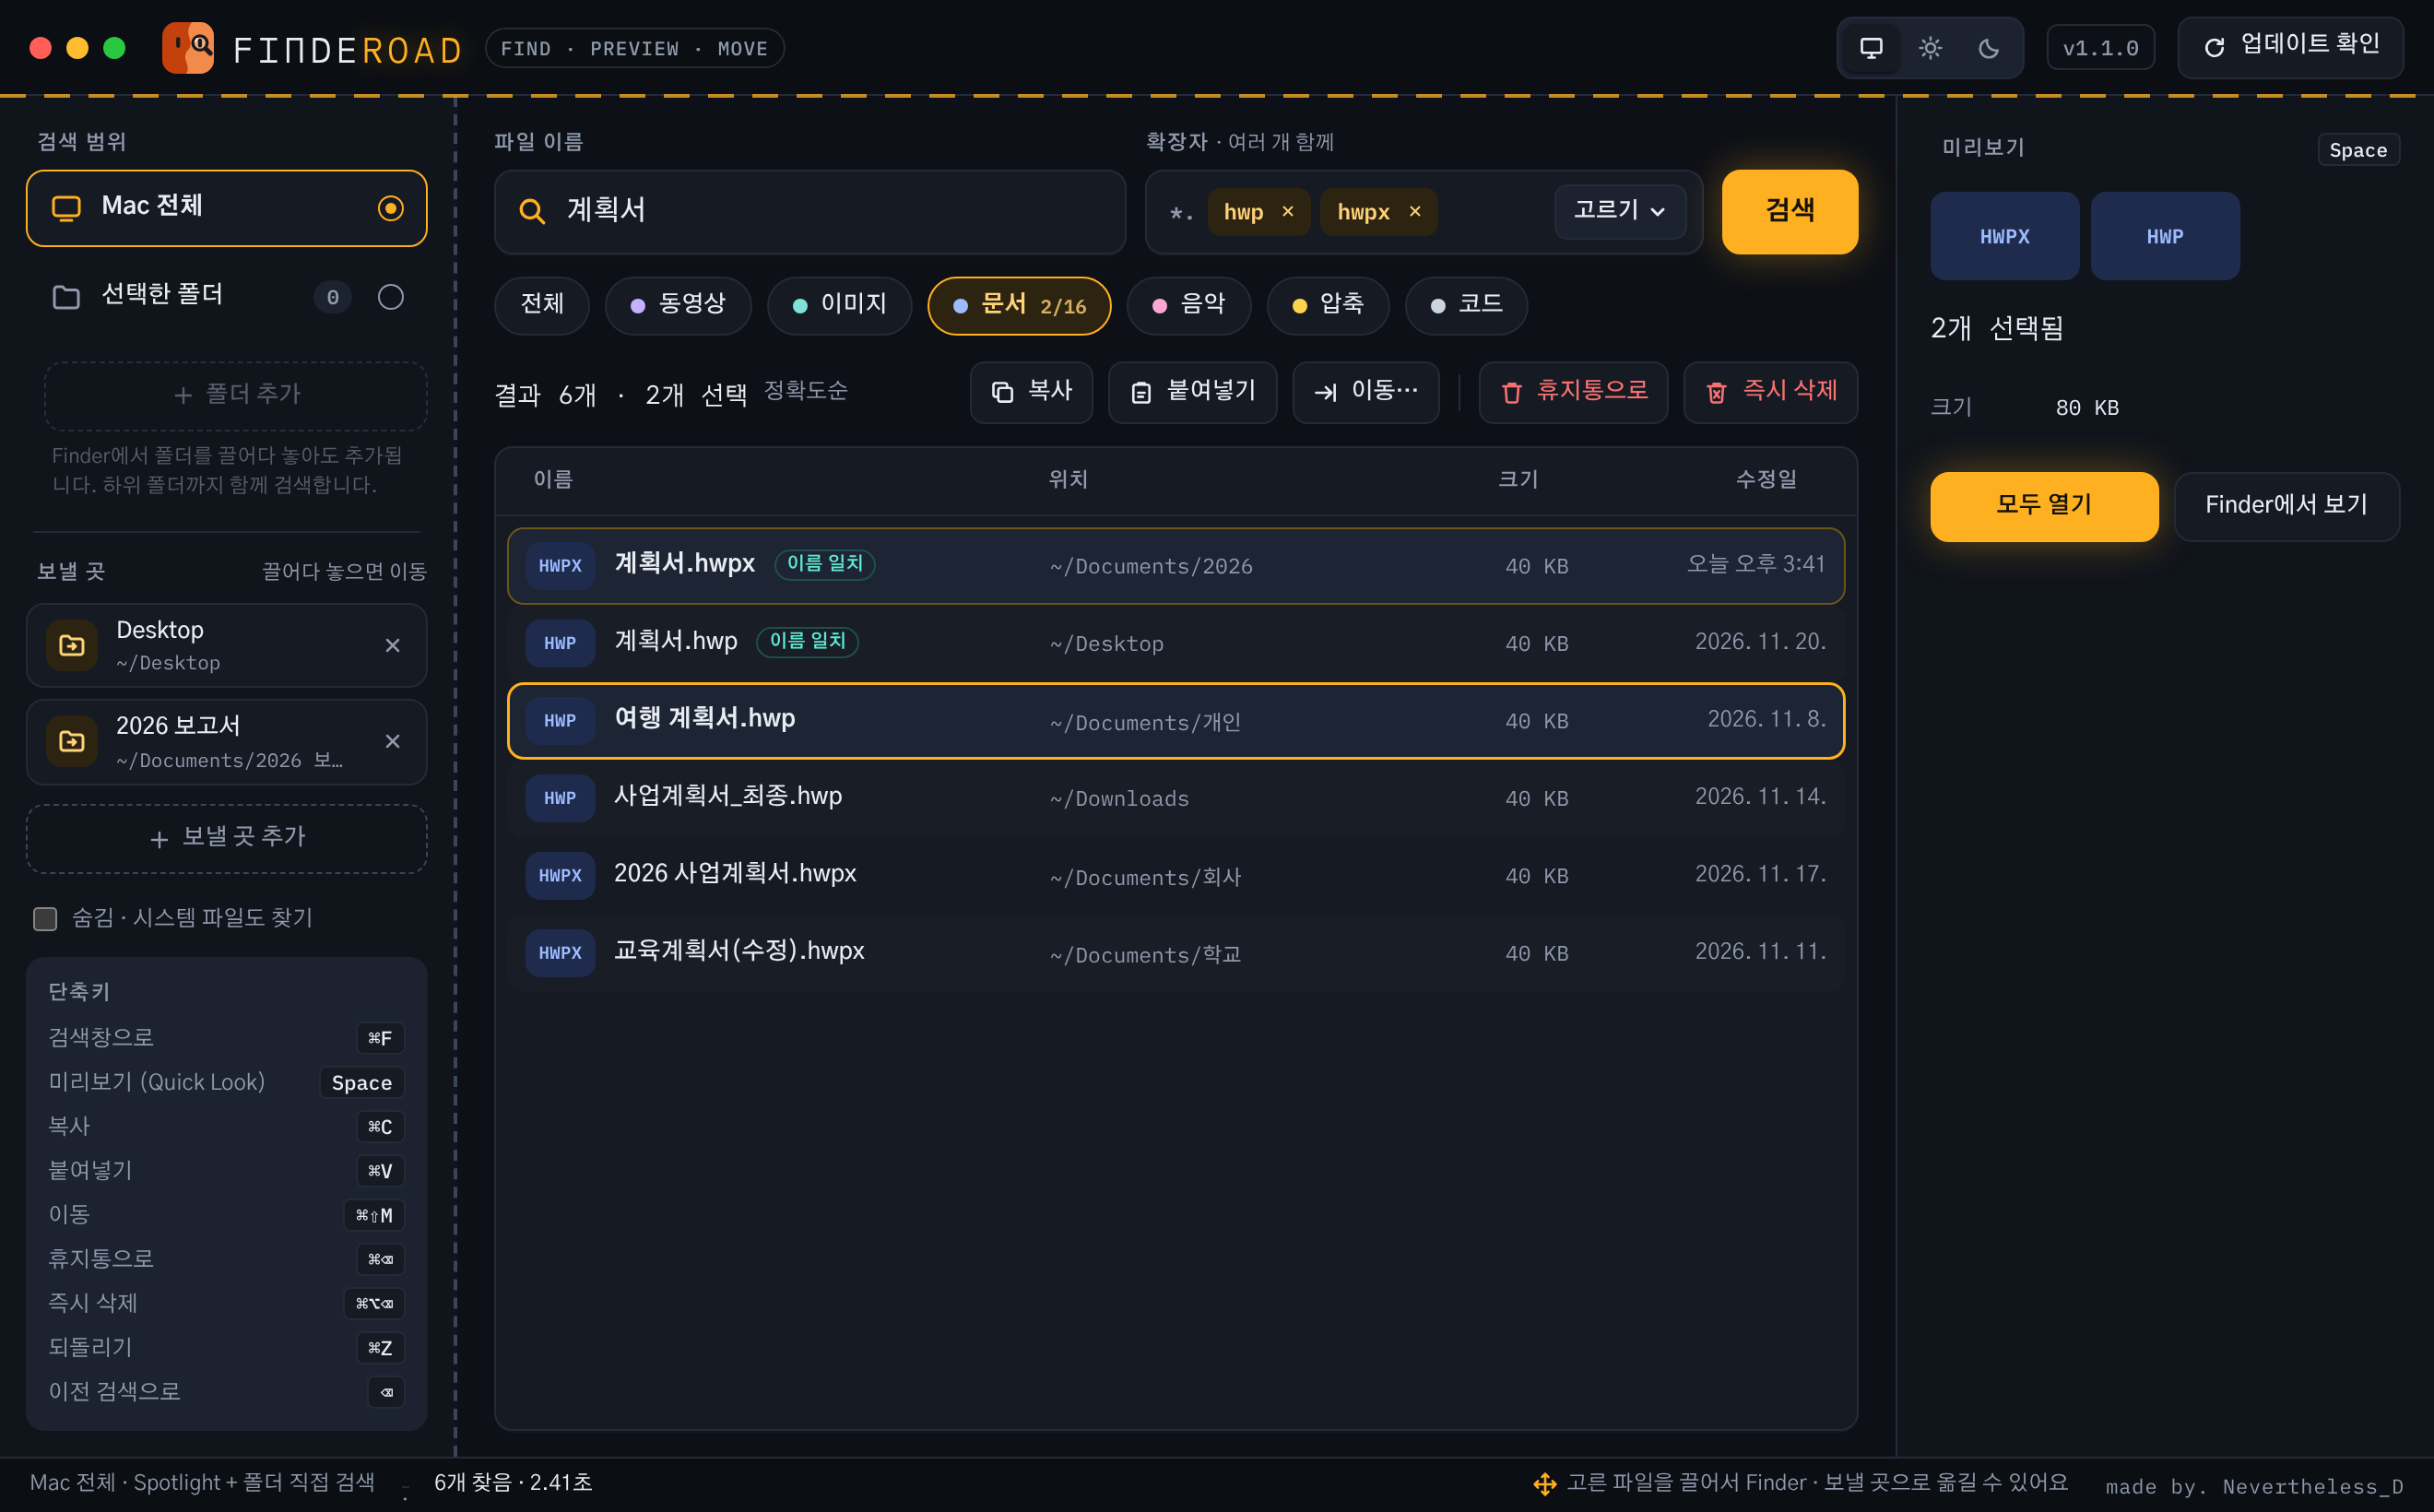 FINDEROAD
FIND · PREVIEW · MOVE
v1.1.0
업데이트 확인
검색 범위
Mac 전체
선택한 폴더 0
+ 폴더 추가
Finder에서 폴더를 끌어다 놓아도 추가됩
니다. 하위 폴더까지 함께 검색합니다.
보낼 곳 끌어다 놓으면 이동
Desktop
~/Desktop
2026 보고서
~/Documents/2026 보…
+ 보낼 곳 추가
숨김 · 시스템 파일도 찾기
단축키
검색창으로 ⌘F
미리보기 (Quick Look) Space
복사 ⌘C
붙여넣기 ⌘V
이동 ⌘⇧M
휴지통으로 ⌘⌫
즉시 삭제 ⌘⌥⌫
되돌리기 ⌘Z
이전 검색으로 ⌫
파일 이름
계획서
확장자 · 여러 개 함께
*. hwp × hwpx × 고르기
검색
전체 동영상 이미지 문서 2/16 음악 압축 코드
결과 6개 · 2개 선택 정확도순
복사 붙여넣기 이동… 휴지통으로 즉시 삭제
이름 위치 크기 수정일
HWPX 계획서.hwpx 이름 일치 ~/Documents/2026 40 KB 오늘 오후 3:41
HWP 계획서.hwp 이름 일치 ~/Desktop 40 KB 2026. 11. 20.
HWP 여행 계획서.hwp ~/Documents/개인 40 KB 2026. 11. 8.
HWP 사업계획서_최종.hwp ~/Downloads 40 KB 2026. 11. 14.
HWPX 2026 사업계획서.hwpx ~/Documents/회사 40 KB 2026. 11. 17.
HWPX 교육계획서(수정).hwpx ~/Documents/학교 40 KB 2026. 11. 11.
미리보기 Space
HWPX HWP
2개 선택됨
크기 80 KB
모두 열기 Finder에서 보기
Mac 전체 · Spotlight + 폴더 직접 검색
6개 찾음 · 2.41초
고른 파일을 끌어서 Finder · 보낼 곳으로 옮길 수 있어요
made by. Nevertheless_D